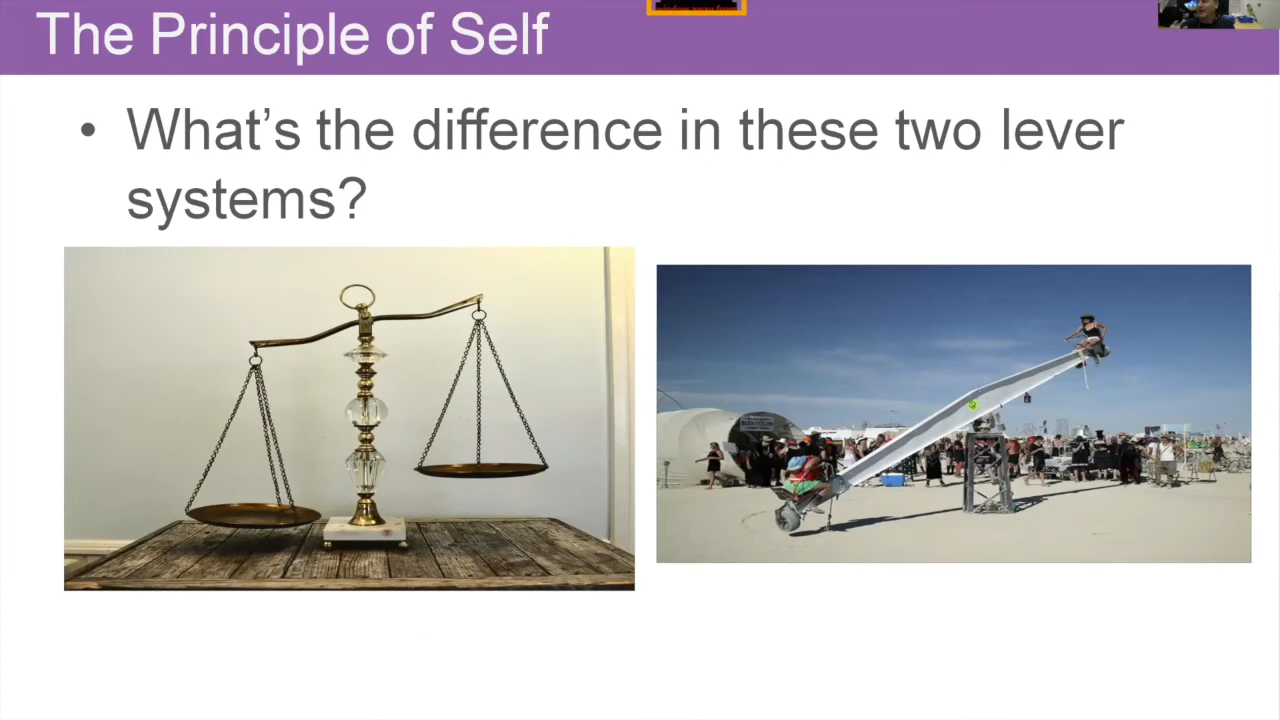 The Principle of Self
• What's the difference in these two lever
systems?